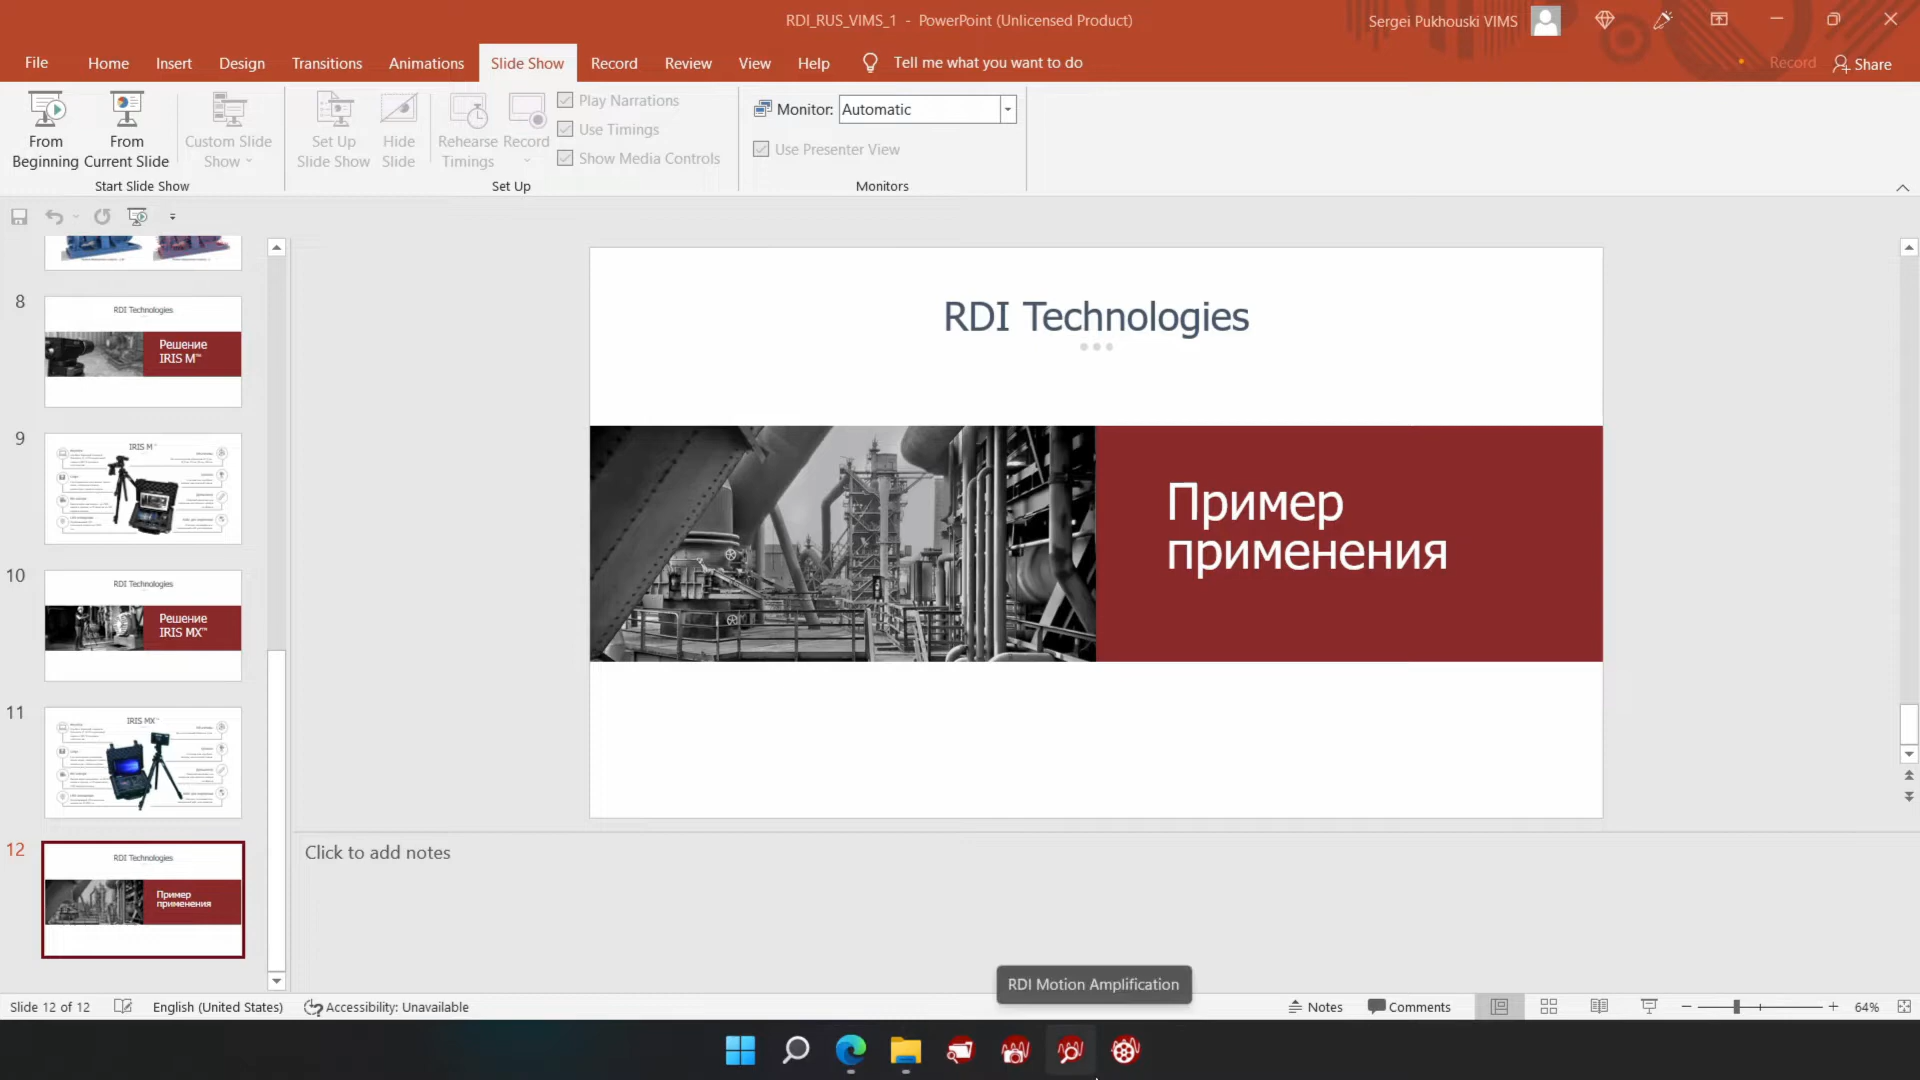 RDI_RUS_VIMS_1 - PowerPoint (Unlicensed Product)
Sergei Pukhouski VIMS
File
Home
Insert
Design
Transitions
Animations
Slide Show
Record
Review
View
Help
Tell me what you want to do
Record
Share
From Beginning
From Current Slide
Custom Slide Show
Start Slide Show
Set Up Slide Show
Hide Slide
Rehearse Timings
Record
Play Narrations
Use Timings
Show Media Controls
Set Up
Monitor: Automatic
Use Presenter View
Monitors
8
RDI Technologies
Решение
IRIS M™
9
IRIS M™
10
RDI Technologies
Решение
IRIS MX™
11
IRIS MX™
12
RDI Technologies
Пример
применения
RDI Technologies
Пример
применения
Click to add notes
RDI Motion Amplification
Slide 12 of 12
English (United States)
Accessibility: Unavailable
Notes
Comments
64%